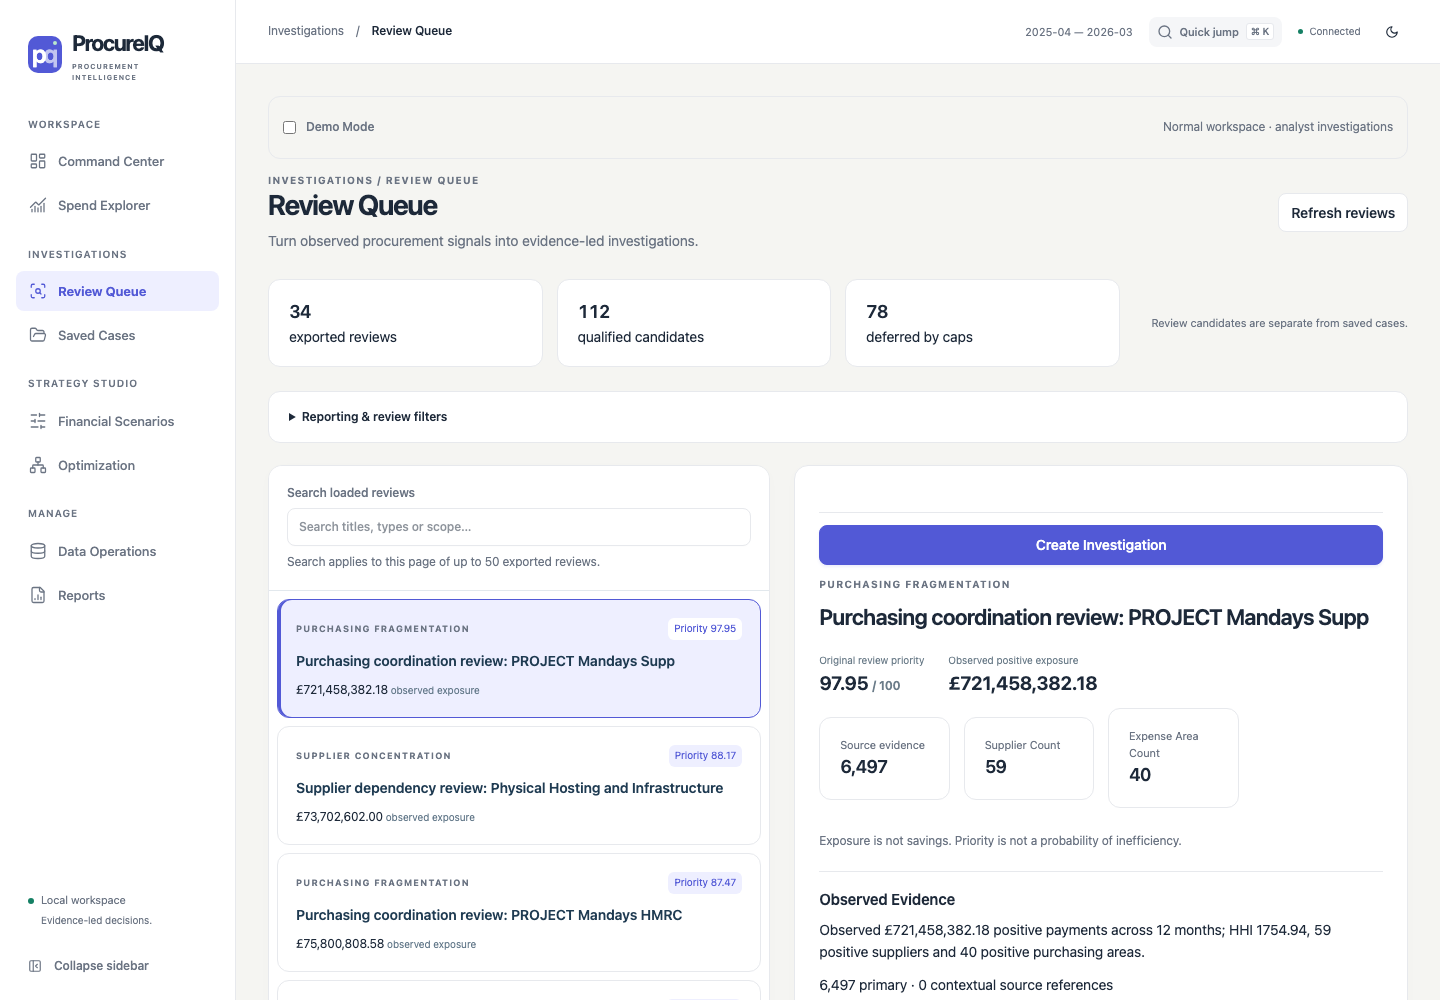 pq
ProcureIQ
PROCUREMENT
INTELLIGENCE
WORKSPACE
Command Center
Spend Explorer
INVESTIGATIONS
Review Queue
Saved Cases
STRATEGY STUDIO
Financial Scenarios
Optimization
MANAGE
Data Operations
Reports
Local workspace
Evidence-led decisions.
Collapse sidebar
Investigations / Review Queue
2025-04 — 2026-03
Quick jump ⌘ K
Connected
Demo Mode
Normal workspace · analyst investigations
INVESTIGATIONS / REVIEW QUEUE
Review Queue
Turn observed procurement signals into evidence-led investigations.
Refresh reviews
34
exported reviews
112
qualified candidates
78
deferred by caps
Review candidates are separate from saved cases.
Reporting & review filters
Search loaded reviews
Search titles, types or scope...
Search applies to this page of up to 50 exported reviews.
PURCHASING FRAGMENTATION
Priority 97.95
Purchasing coordination review: PROJECT Mandays Supp
£721,458,382.18 observed exposure
SUPPLIER CONCENTRATION
Priority 88.17
Supplier dependency review: Physical Hosting and Infrastructure
£73,702,602.00 observed exposure
PURCHASING FRAGMENTATION
Priority 87.47
Purchasing coordination review: PROJECT Mandays HMRC
£75,800,808.58 observed exposure
Create Investigation
PURCHASING FRAGMENTATION
Purchasing coordination review: PROJECT Mandays Supp
Original review priority
97.95 / 100
Observed positive exposure
£721,458,382.18
Source evidence
6,497
Supplier Count
59
Expense Area
Count
40
Exposure is not savings. Priority is not a probability of inefficiency.
Observed Evidence
Observed £721,458,382.18 positive payments across 12 months; HHI 1754.94, 59
positive suppliers and 40 positive purchasing areas.
6,497 primary · 0 contextual source references